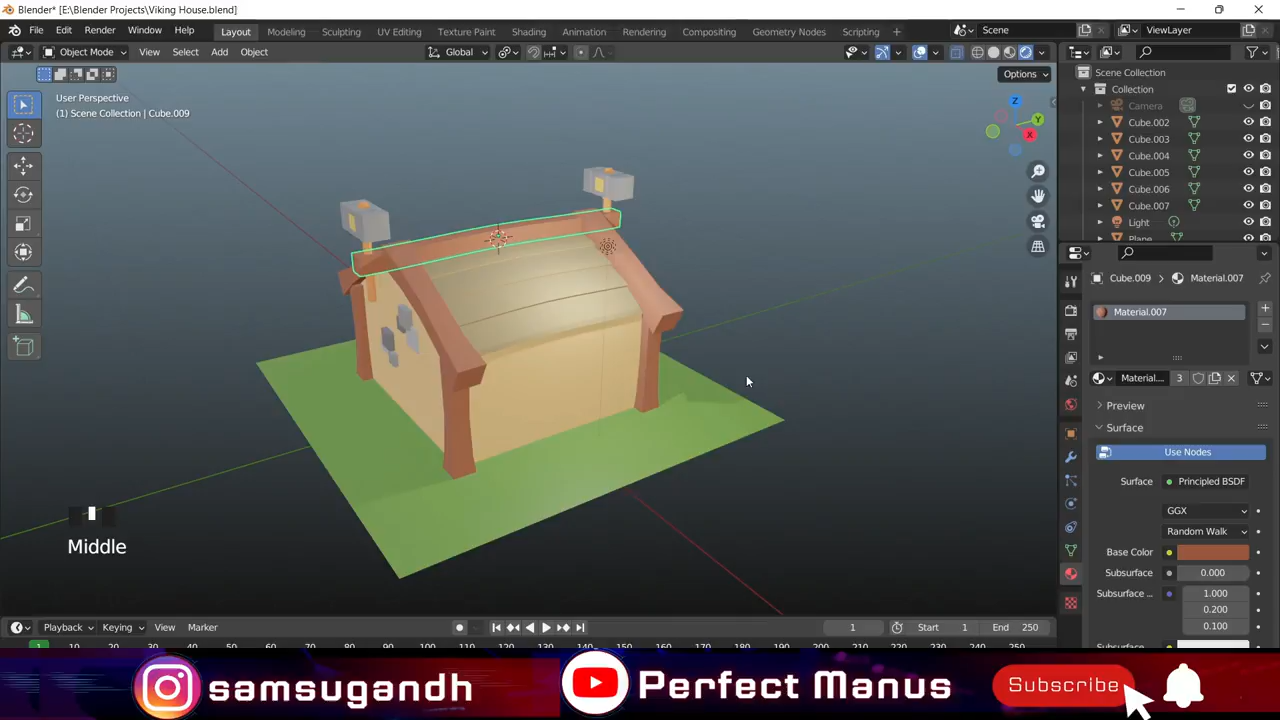 Blender* [E:\Blender Projects\Viking House.blend]
File Edit Render Window Help
Layout Modeling Sculpting UV Editing Texture Paint Shading Animation Rendering Compositing Geometry Nodes Scripting +
Scene
ViewLayer
Object Mode View Select Add Object
Global
Options
User Perspective
(1) Scene Collection | Cube.009
Z
Y
X
Scene Collection
Collection
Camera
Cube.002
Cube.003
Cube.004
Cube.005
Cube.006
Cube.007
Light
Plane
Cube.009 > Material.007
Material.007
Material.... 3
Preview
Surface
Use Nodes
Surface Principled BSDF
GGX
Random Walk
Base Color
Subsurface 0.000
Subsurface ... 1.000
0.200
0.100
Middle
Playback Keying View Marker
1 Start 1 End 250
samsugandh
Perfect Manus
Subscribe